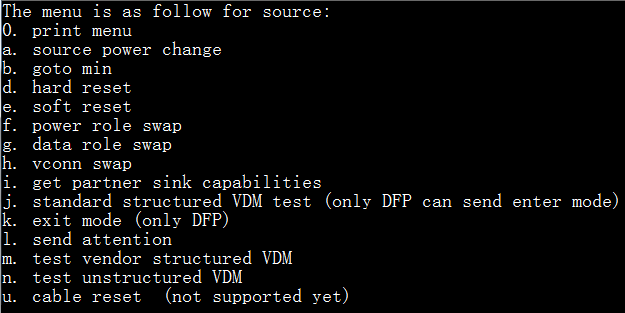 The menu is as follow for source:
0. print menu
a. source power change
b. goto min
d. hard reset
e. soft reset
f. power role swap
g. data role swap
h. vconn swap
i. get partner sink capabilities
j. standard structured VDM test (only DFP can send enter mode)
k. exit mode (only DFP)
l. send attention
m. test vendor structured VDM
n. test unstructured VDM
u. cable reset  (not supported yet)